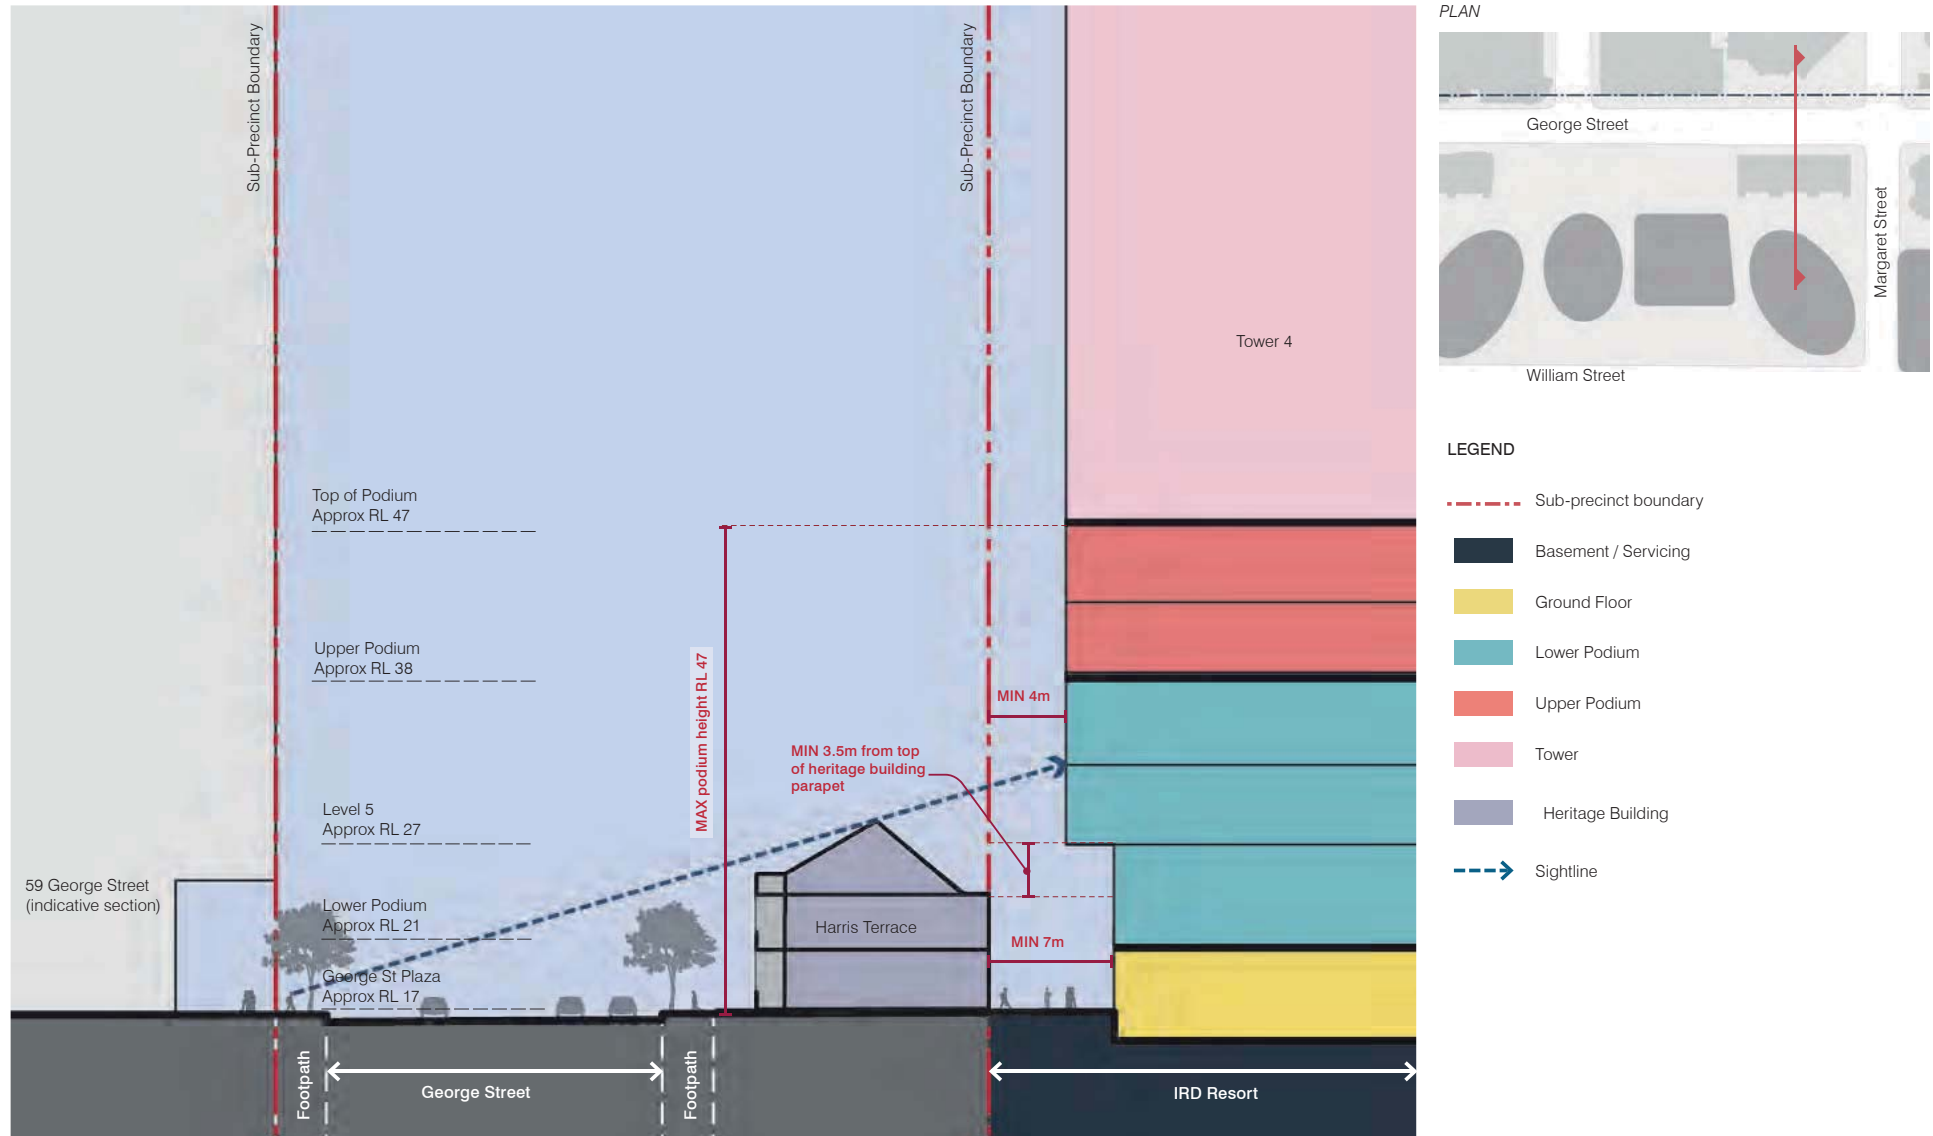 Sub-Precinct Boundary
Sub-Precinct Boundary
Tower 4
Top of Podium
Approx RL 47
Upper Podium
Approx RL 38
MAX podium height RL 47
MIN 4m
MIN 3.5m from top
of heritage building
parapet
Level 5
Approx RL 27
59 George Street
(indicative section)
Lower Podium
Approx RL 21
Harris Terrace
MIN 7m
George St Plaza
Approx RL 17
Footpath
George Street
Footpath
IRD Resort
PLAN
George Street
Margaret Street
William Street
LEGEND
Sub-precinct boundary
Basement / Servicing
Ground Floor
Lower Podium
Upper Podium
Tower
Heritage Building
Sightline